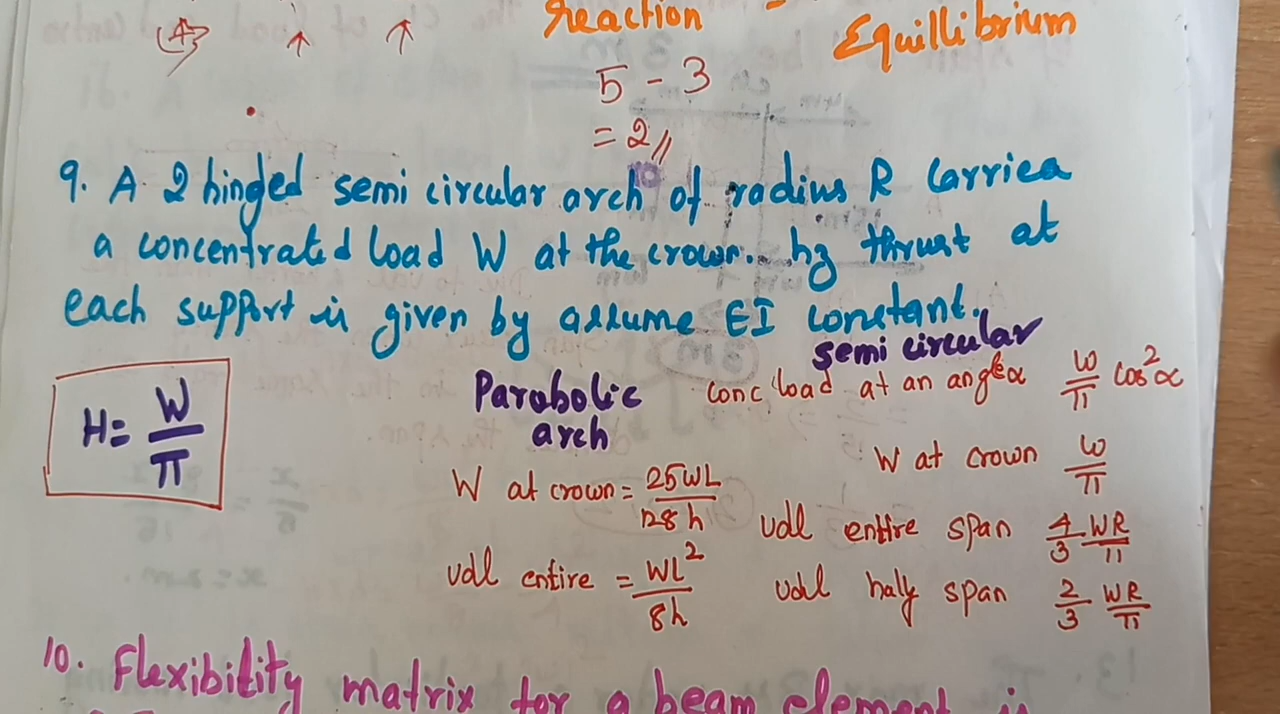 reaction
Equillibrium
(A)
5 - 3
= 2//
9. A 2 hinged semi circular arch of radius R carries
a concentrated load W at the crown. hz thrust at
each support is given by assume EI constant.
semi circular
H = W/π
Parabolic
arch
conc load at an angle α W/π cos²α
W at crown W/π
W at crown = 25WL/128h
udl entire span 4/3 WR/π
udl entire = WL²/8h
udl half span 2/3 WR/π
10. Flexibility matrix for a beam element is